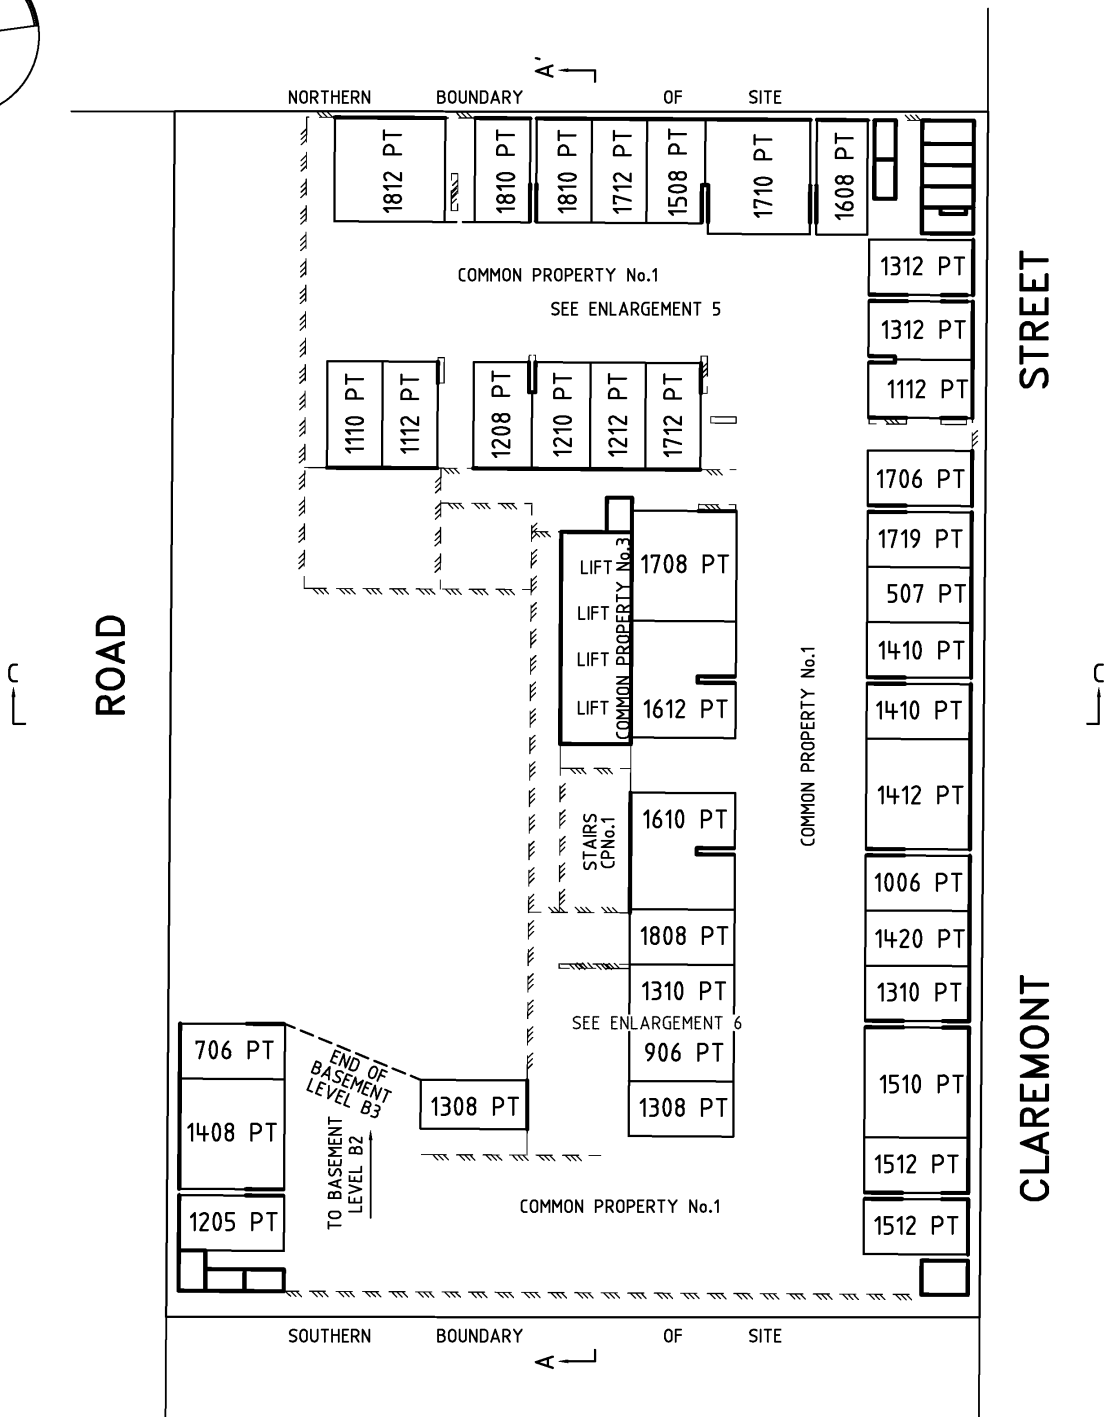 A'
NORTHERN BOUNDARY OF SITE
1812 PT
1810 PT
1810 PT
1712 PT
1508 PT
1710 PT
1608 PT
1312 PT
COMMON PROPERTY No.1
SEE ENLARGEMENT 5
1312 PT
1112 PT
STREET
1110 PT
1112 PT
1208 PT
1210 PT
1212 PT
1712 PT
1706 PT
1719 PT
507 PT
1410 PT
1410 PT
1412 PT
1006 PT
1420 PT
1310 PT
1510 PT
1512 PT
1512 PT
LIFT
LIFT
LIFT
LIFT
COMMON PROPERTY No.3
1708 PT
1612 PT
COMMON PROPERTY No.1
ROAD
C
C
STAIRS
CPNo.1
1610 PT
1808 PT
1310 PT
SEE ENLARGEMENT 6
906 PT
1308 PT
706 PT
1408 PT
1205 PT
END OF
BASEMENT
LEVEL B3
TO BASEMENT
LEVEL B2
1308 PT
COMMON PROPERTY No.1
CLAREMONT
SOUTHERN BOUNDARY OF SITE
A